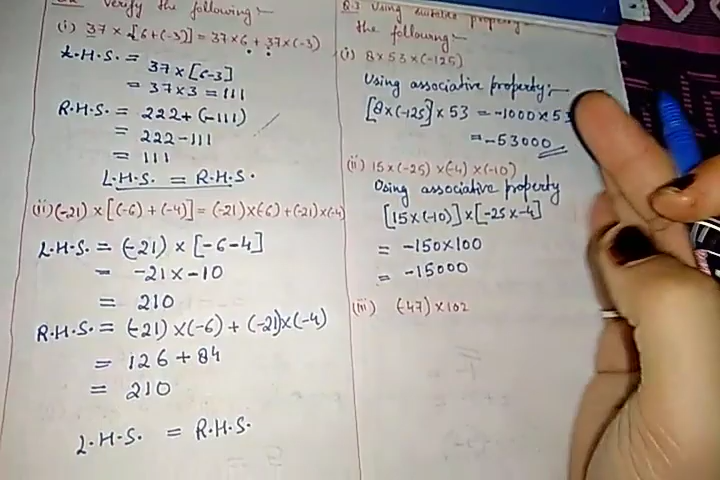 Verify the following:-
(i) 37 × [6+(-3)] = 37×6 + 37×(-3)
L.H.S. = 37×[6-3]
= 37×3 = 111
R.H.S. = 222+(-111)
= 222-111
= 111
L.H.S. = R.H.S.
(ii) (-21) × [(-6) + (-4)] = (-21)×(-6) + (-21)×(-4)
L.H.S. = (-21) × [-6-4]
= -21×-10
= 210
R.H.S. = (-21) ×(-6) + (-21)×(-4)
= 126 + 84
= 210
L.H.S. = R.H.S.
Q.3 Using suitable property
the following:-
(i) 8×53×(-125)
Using associative property:-
[8×(-125)]×53 = -1000×53
= -53000
(ii) 15×(-25)×(-4)×(-10)
Using associative property
[15×(-10)]×[-25×-4]
= -150×100
= -15000
(iii) (-47)×102